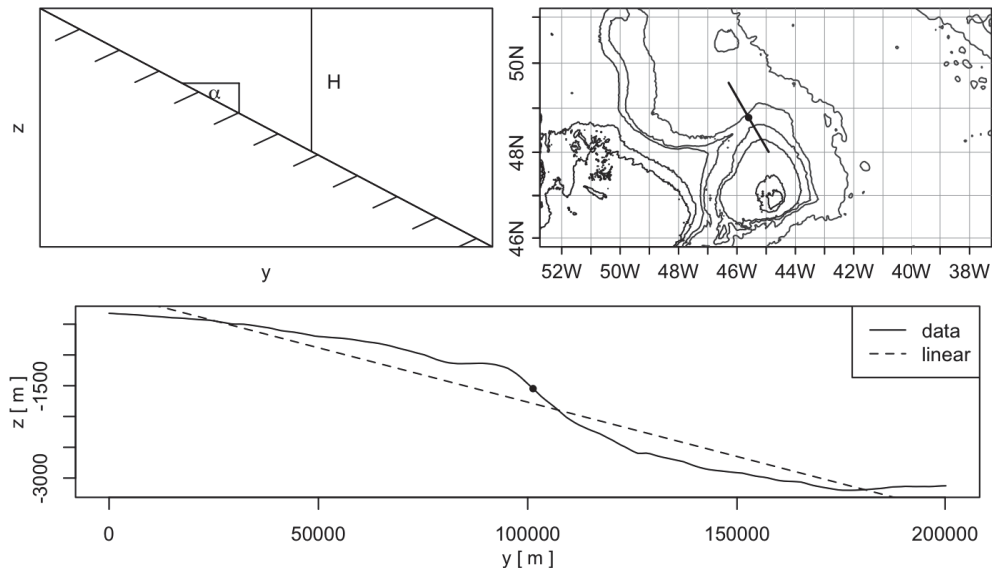 z
α
H
y
50N
48N
46N
52W 50W 48W 46W 44W 42W 40W 38W
z [ m ]
-1500
-3000
data
linear
0 50000 100000 150000 200000
y [ m ]